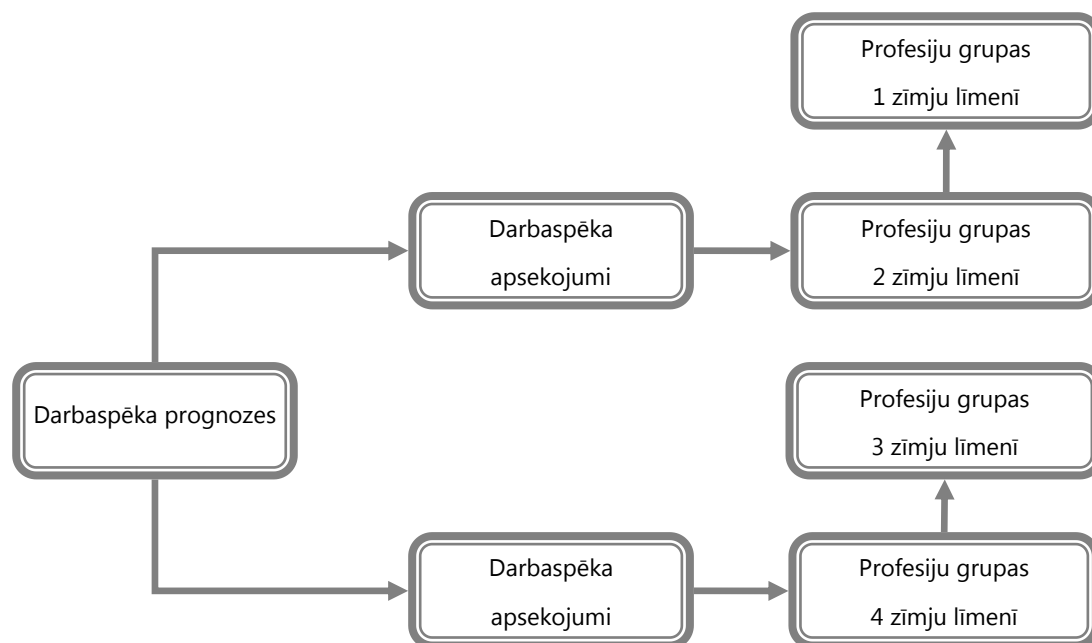 Profesiju grupas
1 zīmju līmenī
Darbaspēka
apsekojumi
Profesiju grupas
2 zīmju līmenī
Darbaspēka prognozes
Profesiju grupas
3 zīmju līmenī
Darbaspēka
apsekojumi
Profesiju grupas
4 zīmju līmenī